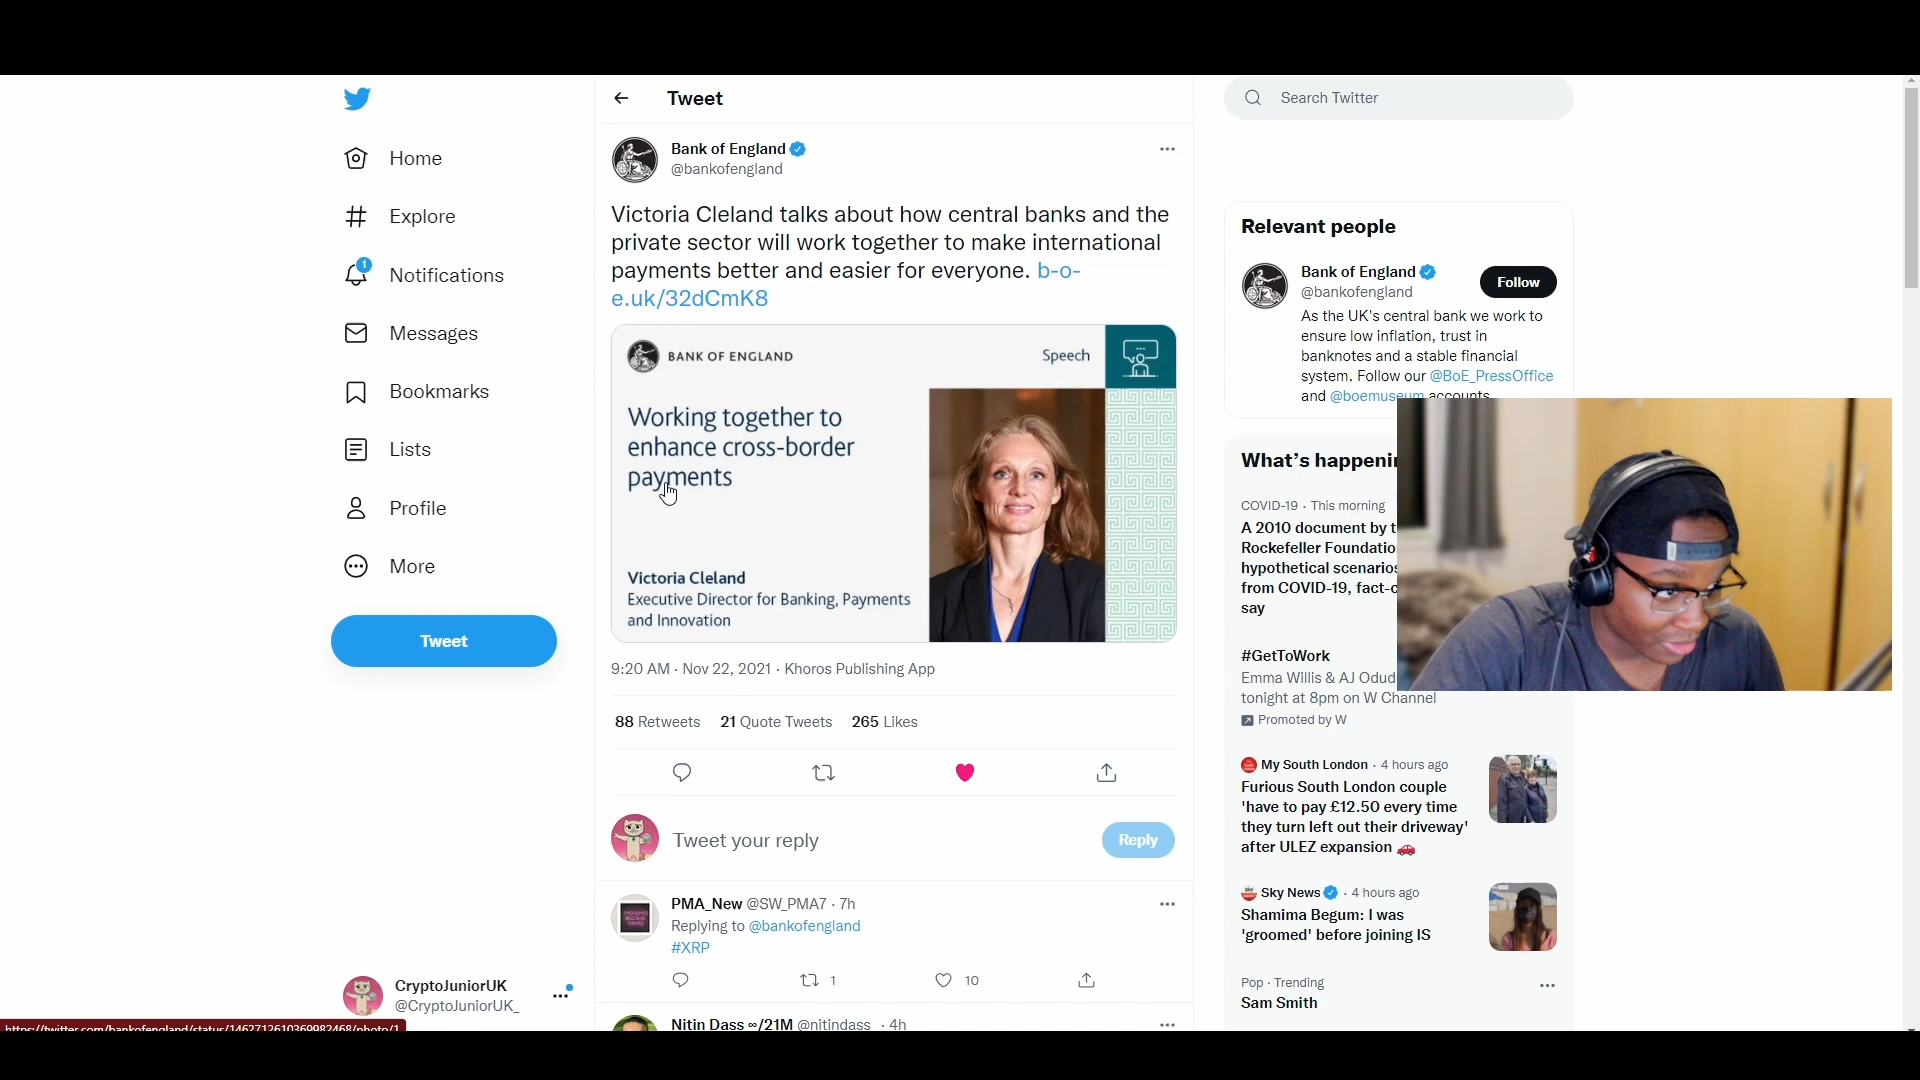 Home
Explore
1
Notifications
Messages
Bookmarks
Lists
Profile
More
Tweet
CryptoJuniorUK
@CryptoJuniorUK_
Tweet
Bank of England
@bankofengland
Victoria Cleland talks about how central banks and the
private sector will work together to make international
payments better and easier for everyone. b-o-
e.uk/32dCmK8
BANK OF ENGLAND
Speech
Working together to
enhance cross-border
payments
Victoria Cleland
Executive Director for Banking, Payments
and Innovation
9:20 AM · Nov 22, 2021 · Khoros Publishing App
88 Retweets 21 Quote Tweets 265 Likes
Tweet your reply
Reply
PMA_New @SW_PMA7 · 7h
Replying to @bankofengland
#XRP
1
10
Nitin Dass ∞/21M @nitindass · 4h
Search Twitter
Relevant people
Bank of England
@bankofengland
Follow
As the UK's central bank we work to
ensure low inflation, trust in
banknotes and a stable financial
system. Follow our @BoE_PressOffice
and @boemuseum accounts
What's happenin
COVID-19 · This morning
A 2010 document by t
Rockefeller Foundatio
hypothetical scenarios
from COVID-19, fact-c
say
#GetToWork
Emma Willis & AJ Odud
tonight at 8pm on W Channel
Promoted by W
My South London · 4 hours ago
Furious South London couple
'have to pay £12.50 every time
they turn left out their driveway'
after ULEZ expansion
Sky News · 4 hours ago
Shamima Begum: I was
'groomed' before joining IS
Pop · Trending
Sam Smith
https://twitter.com/bankofengland/status/1462712610369982468/photo/1